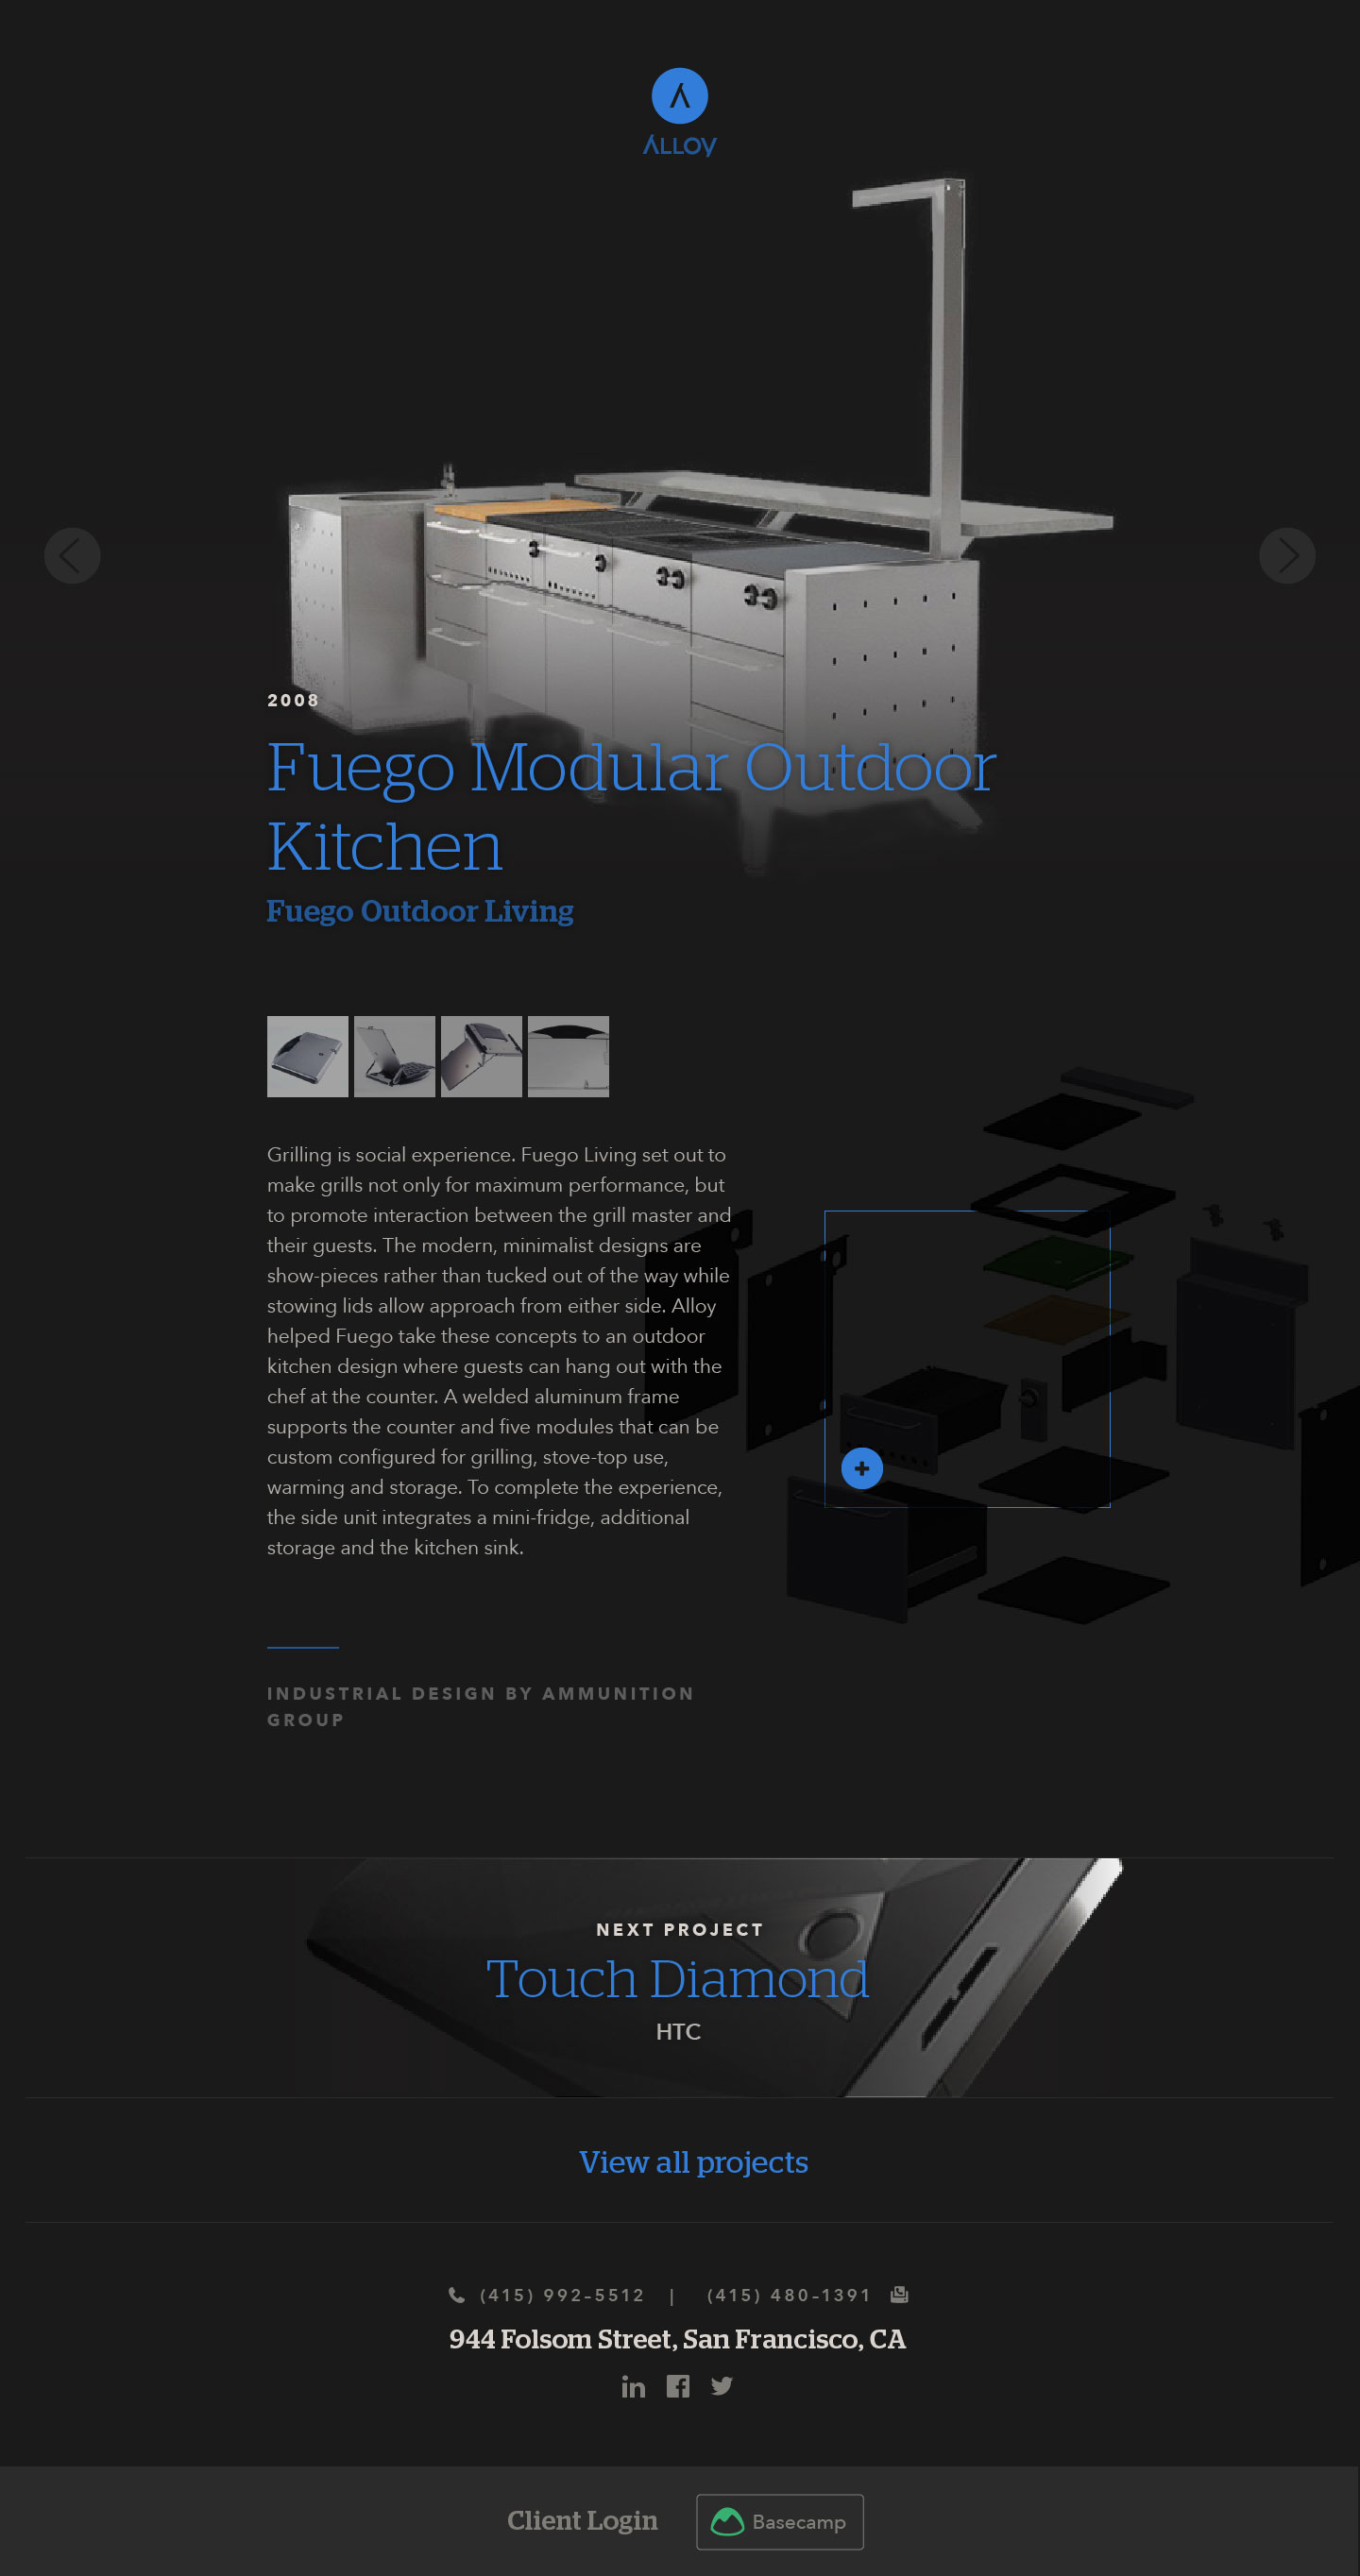 ALLOY
2008
Fuego Modular Outdoor
Kitchen
Fuego Outdoor Living
Grilling is social experience. Fuego Living set out to
make grills not only for maximum performance, but
to promote interaction between the grill master and
their guests. The modern, minimalist designs are
show-pieces rather than tucked out of the way while
stowing lids allow approach from either side. Alloy
helped Fuego take these concepts to an outdoor
kitchen design where guests can hang out with the
chef at the counter. A welded aluminum frame
supports the counter and five modules that can be
custom configured for grilling, stove-top use,
warming and storage. To complete the experience,
the side unit integrates a mini-fridge, additional
storage and the kitchen sink.
INDUSTRIAL DESIGN BY AMMUNITION
GROUP
NEXT PROJECT
Touch Diamond
HTC
View all projects
(415) 992-5512 | (415) 480-1391
944 Folsom Street, San Francisco, CA
Client Login Basecamp